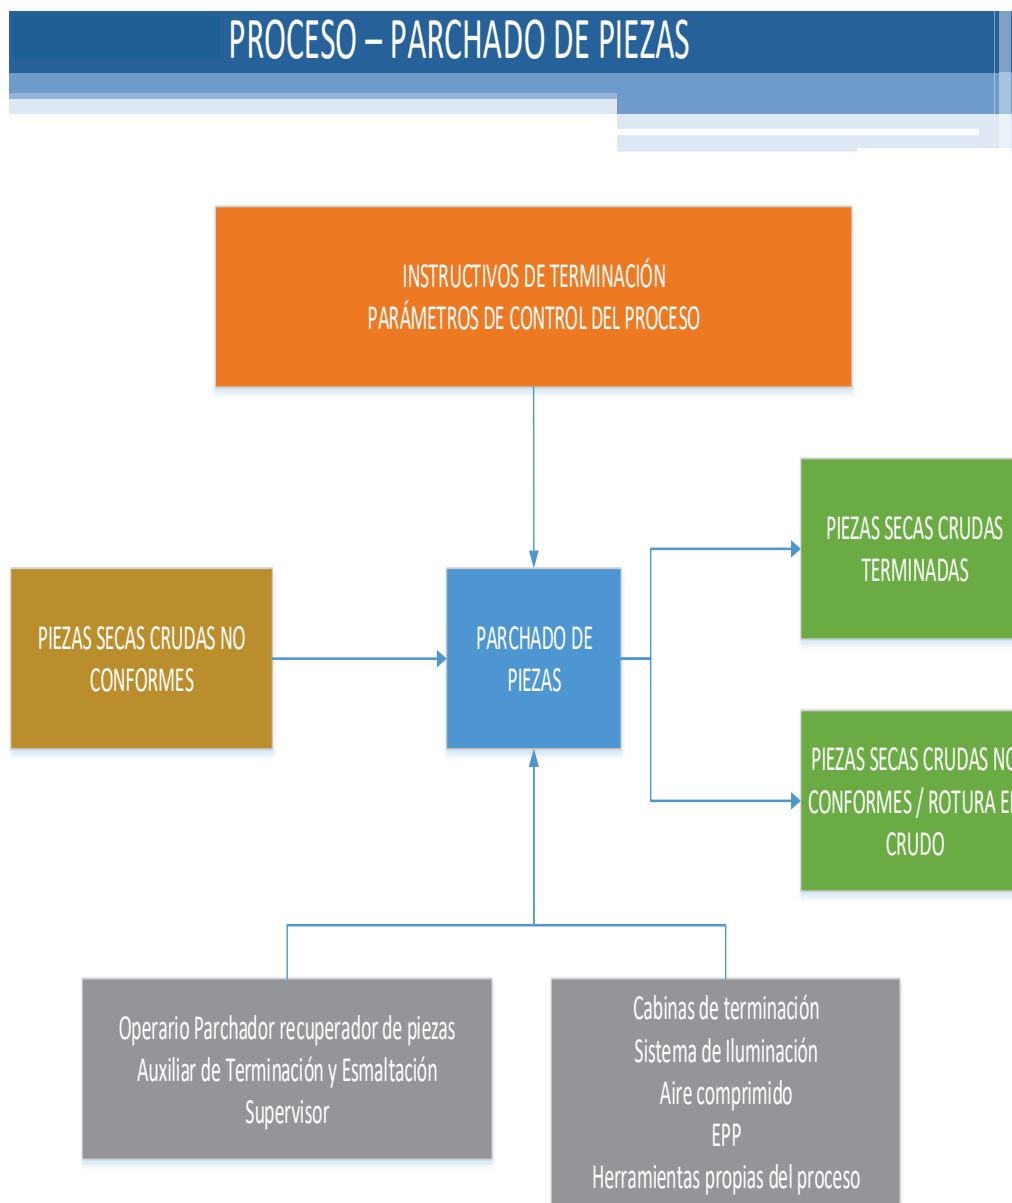 PROCESO – PARCHADO DE PIEZAS
INSTRUCTIVOS DE TERMINACIÓN
PARÁMETROS DE CONTROL DEL PROCESO
PIEZAS SECAS CRUDAS
TERMINADAS
PIEZAS SECAS CRUDAS NO
CONFORMES
PARCHADO DE
PIEZAS
PIEZAS SECAS CRUDAS NO
CONFORMES / ROTURA E
CRUDO
Operario Parchador recuperador de piezas
Auxiliar de Terminación y Esmaltación
Supervisor
Cabinas de terminación
Sistema de Iluminación
Aire comprimido
EPP
Herramientas propias del proceso